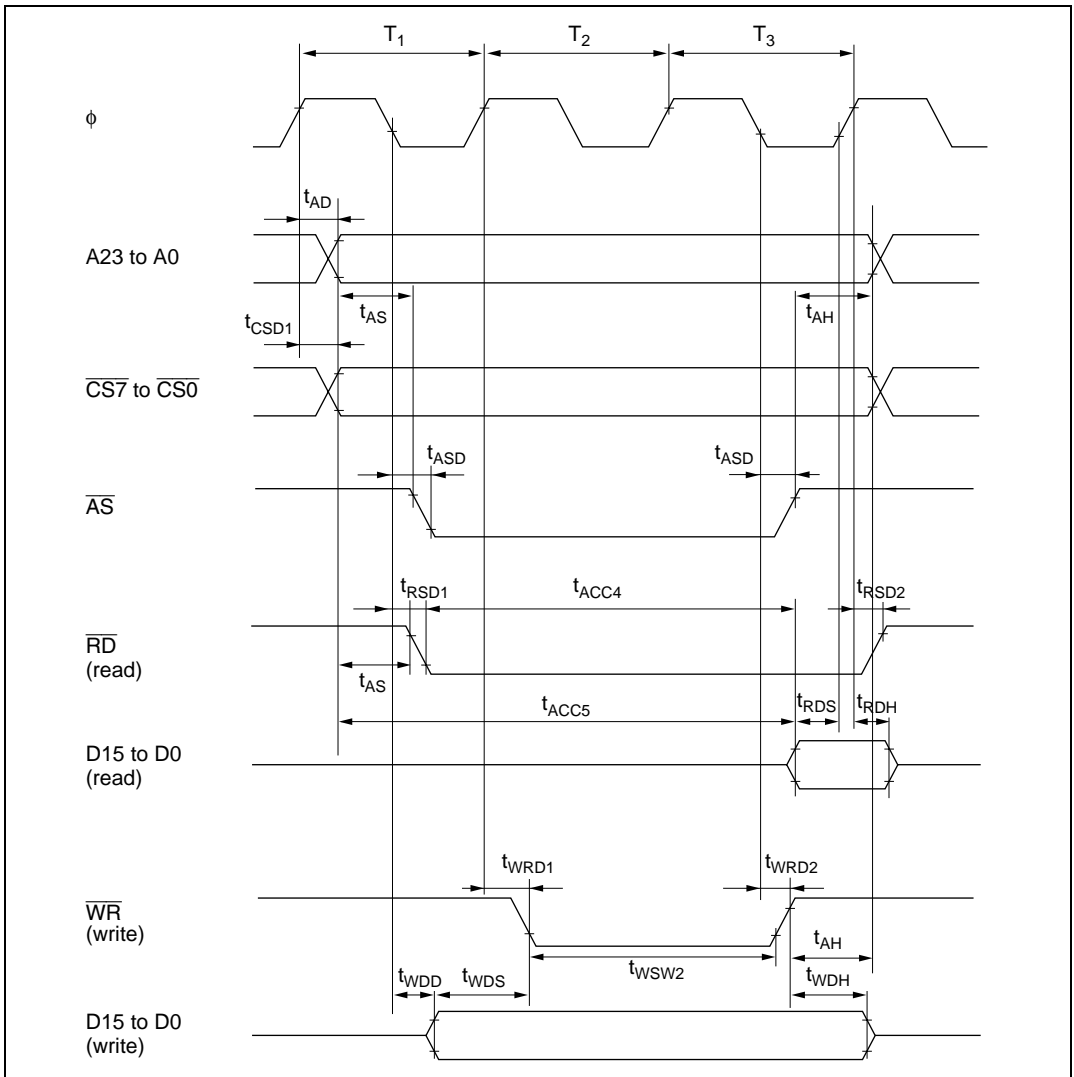 T1 T2 T3
ϕ
tAD
A23 to A0
tAS tAH
tCSD1
CS7 to CS0
tASD tASD
AS
tRSD1 tACC4 tRSD2
RD
(read)
tAS
tACC5 tRDS tRDH
D15 to D0
(read)
tWRD1 tWRD2
WR
(write)
tAH
tWSW2
tWDD tWDS tWDH
D15 to D0
(write)